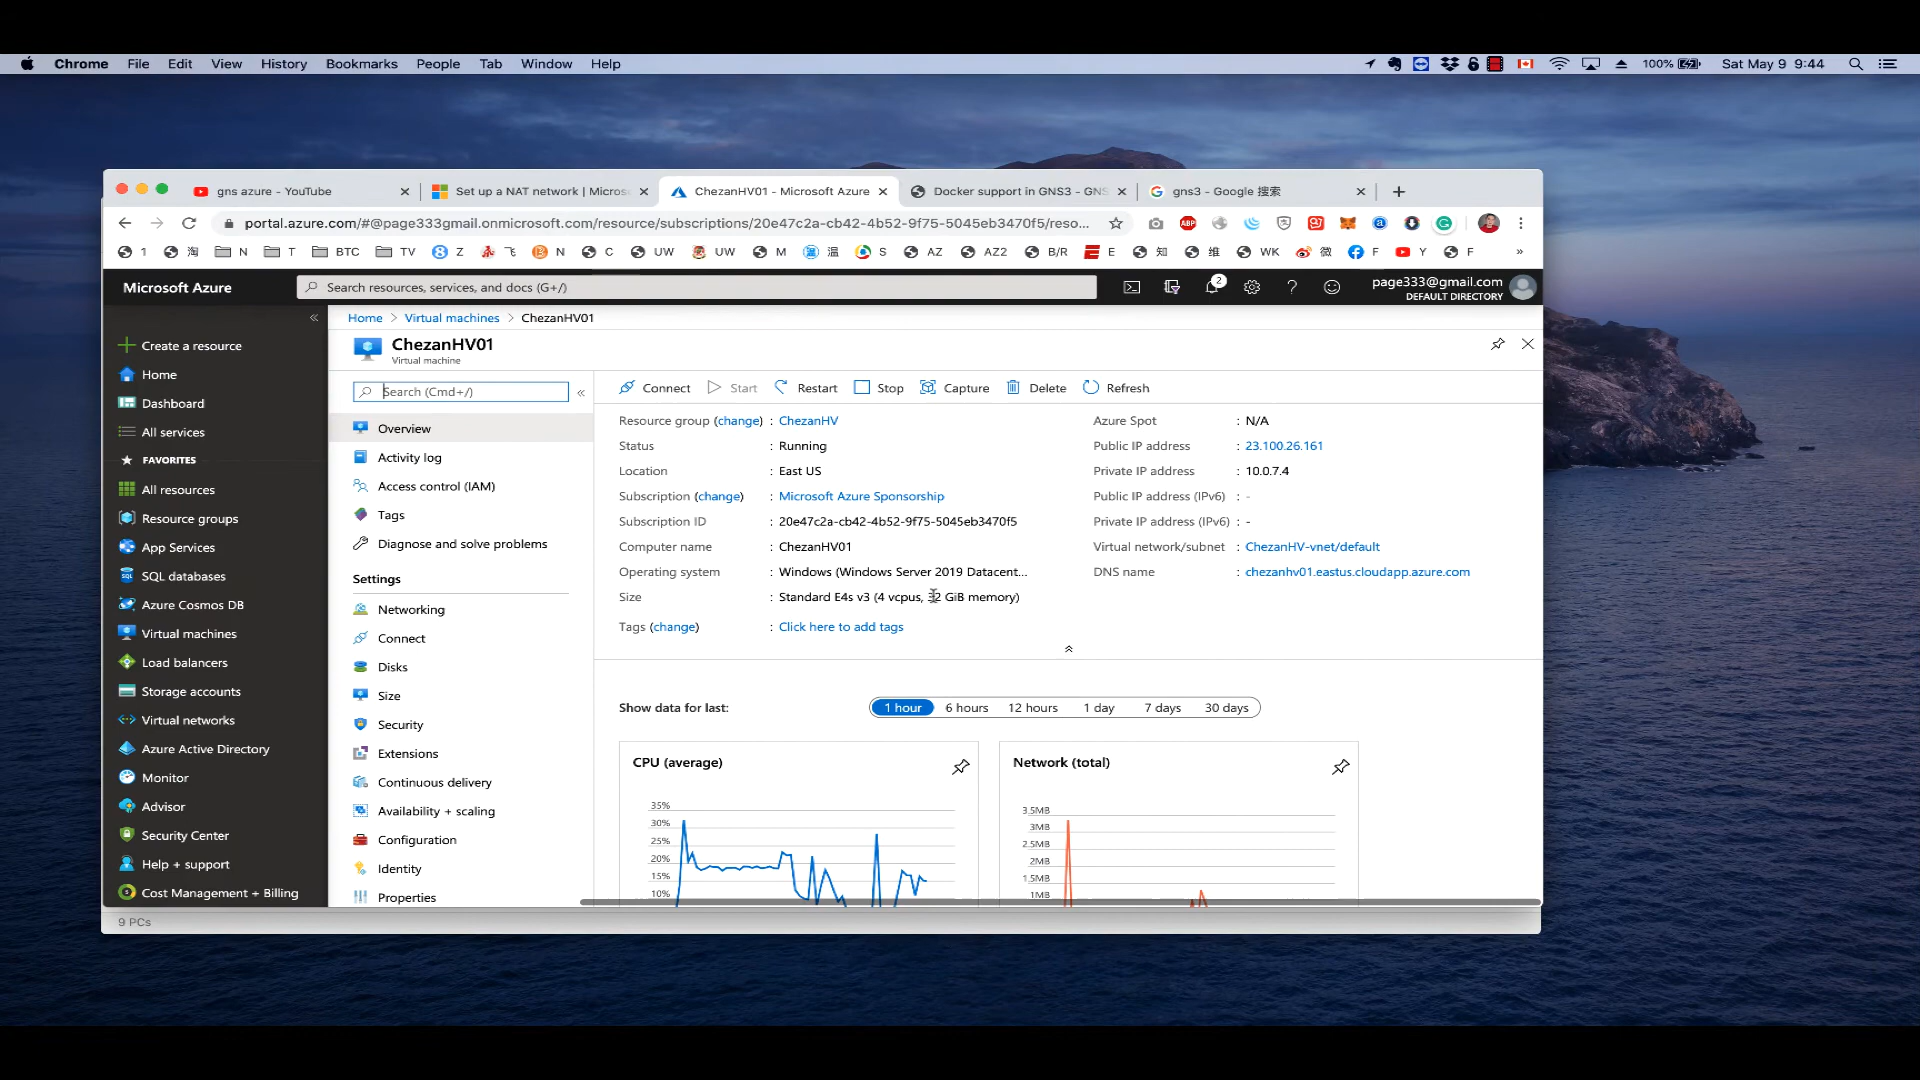 Chrome File Edit View History Bookmarks People Tab Window Help 100% Sat May 9 9:44
gns azure - YouTube
Set up a NAT network | Micros
ChezanHV01 - Microsoft Azure
Docker support in GNS3 - GNS
gns3 - Google 搜索
portal.azure.com/#@page333gmail.onmicrosoft.com/resource/subscriptions/20e47c2a-cb42-4b52-9f75-5045eb3470f5/reso...
1 淘 N T BTC TV Z 飞 N C UW UW M 温 S AZ AZ2 B/R E 知 维 WK 微 F Y F »
Microsoft Azure
Search resources, services, and docs (G+/)
2
page333@gmail.com
DEFAULT DIRECTORY
Create a resource
Home
Dashboard
All services
FAVORITES
All resources
Resource groups
App Services
SQL databases
Azure Cosmos DB
Virtual machines
Load balancers
Storage accounts
Virtual networks
Azure Active Directory
Monitor
Advisor
Security Center
Help + support
Cost Management + Billing
Home > Virtual machines > ChezanHV01
ChezanHV01
Virtual machine
Search (Cmd+/)
Overview
Activity log
Access control (IAM)
Tags
Diagnose and solve problems
Settings
Networking
Connect
Disks
Size
Security
Extensions
Continuous delivery
Availability + scaling
Configuration
Identity
Properties
Connect Start Restart Stop Capture Delete Refresh
Resource group (change) : ChezanHV
Status : Running
Location : East US
Subscription (change) : Microsoft Azure Sponsorship
Subscription ID : 20e47c2a-cb42-4b52-9f75-5045eb3470f5
Computer name : ChezanHV01
Operating system : Windows (Windows Server 2019 Datacent...
Size : Standard E4s v3 (4 vcpus, 32 GiB memory)
Tags (change) : Click here to add tags
Azure Spot : N/A
Public IP address : 23.100.26.161
Private IP address : 10.0.7.4
Public IP address (IPv6) : -
Private IP address (IPv6) : -
Virtual network/subnet : ChezanHV-vnet/default
DNS name : chezanhv01.eastus.cloudapp.azure.com
Show data for last: 1 hour 6 hours 12 hours 1 day 7 days 30 days
CPU (average)
35%
30%
25%
20%
15%
10%
Network (total)
3.5MB
3MB
2.5MB
2MB
1.5MB
1MB
9 PCs